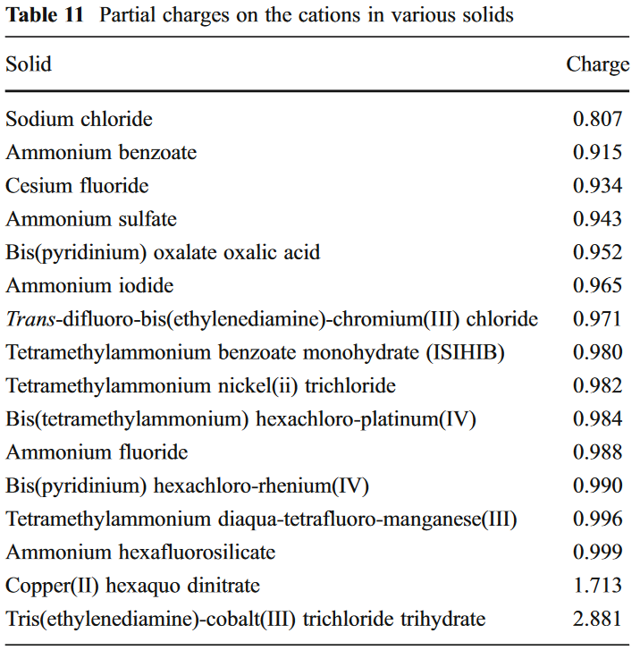 Table 11 Partial charges on the cations in various solids
Solid Charge
Sodium chloride 0.807
Ammonium benzoate 0.915
Cesium fluoride 0.934
Ammonium sulfate 0.943
Bis(pyridinium) oxalate oxalic acid 0.952
Ammonium iodide 0.965
Trans-difluoro-bis(ethylenediamine)-chromium(III) chloride 0.971
Tetramethylammonium benzoate monohydrate (ISIHIB) 0.980
Tetramethylammonium nickel(ii) trichloride 0.982
Bis(tetramethylammonium) hexachloro-platinum(IV) 0.984
Ammonium fluoride 0.988
Bis(pyridinium) hexachloro-rhenium(IV) 0.990
Tetramethylammonium diaqua-tetrafluoro-manganese(III) 0.996
Ammonium hexafluorosilicate 0.999
Copper(II) hexaquo dinitrate 1.713
Tris(ethylenediamine)-cobalt(III) trichloride trihydrate 2.881